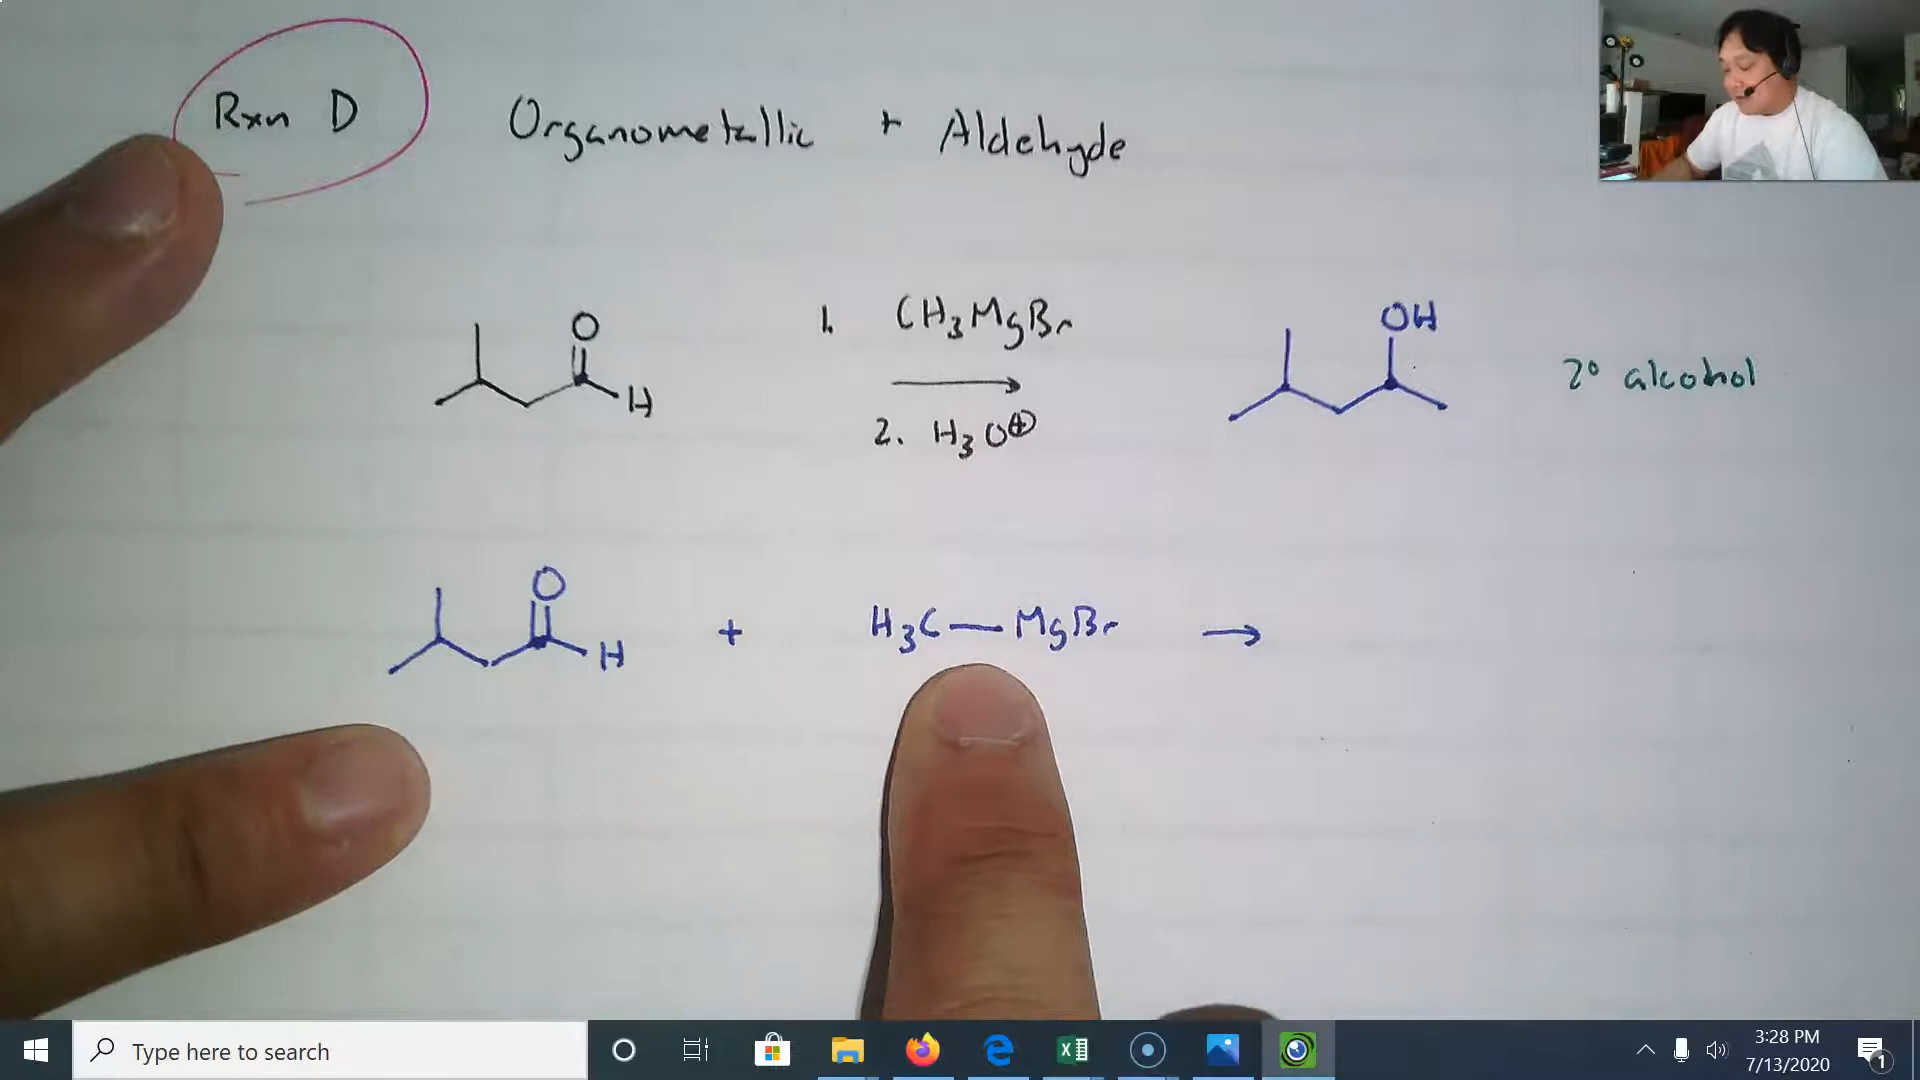 Rxn D
Organometallic + Aldehyde
O
H
1. CH3MgBr
2. H3O⊕
OH
2° alcohol
O
H
+
H3C—MgBr →
Type here to search
3:28 PM
7/13/2020
1